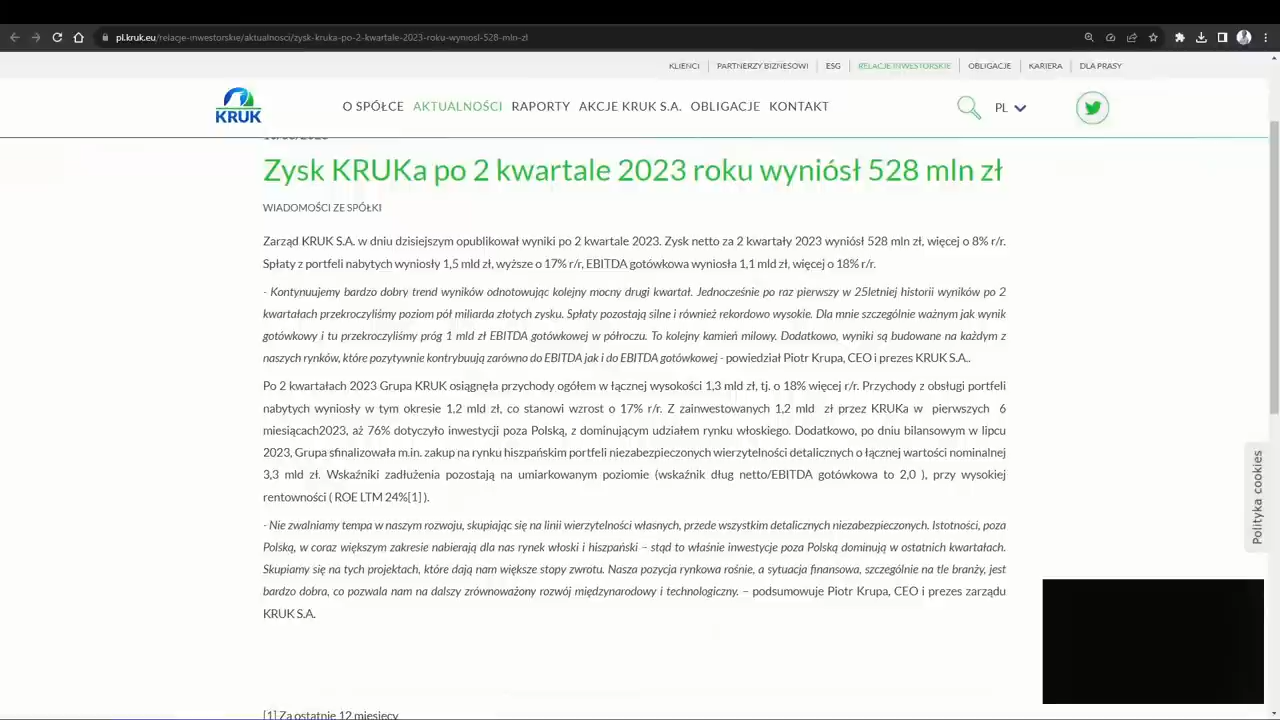 pl.kruk.eu/relacje-inwestorskie/aktualnosci/zysk-kruka-po-2-kwartale-2023-roku-wyniosl-528-mln-zl
KLIENCI PARTNERZY BIZNESOWI ESG RELACJE INWESTORSKIE OBLIGACJE KARIERA DLA PRASY
KRUK O SPÓŁCE AKTUALNOŚCI RAPORTY AKCJE KRUK S.A. OBLIGACJE KONTAKT PL
Zysk KRUKa po 2 kwartale 2023 roku wyniósł 528 mln zł
WIADOMOŚCI ZE SPÓŁKI
Zarząd KRUK S.A. w dniu dzisiejszym opublikował wyniki po 2 kwartale 2023. Zysk netto za 2 kwartały 2023 wyniósł 528 mln zł, więcej o 8% r/r.
Spłaty z portfeli nabytych wyniosły 1,5 mld zł, wyższe o 17% r/r, EBITDA gotówkowa wyniosła 1,1 mld zł, więcej o 18% r/r.
- Kontynuujemy bardzo dobry trend wyników odnotowując kolejny mocny drugi kwartał. Jednocześnie po raz pierwszy w 25letniej historii wyników po 2
kwartałach przekroczyliśmy poziom pół miliarda złotych zysku. Spłaty pozostają silne i również rekordowo wysokie. Dla mnie szczególnie ważnym jak wynik
gotówkowy i tu przekroczyliśmy próg 1 mld zł EBITDA gotówkowej w półroczu. To kolejny kamień milowy. Dodatkowo, wyniki są budowane na każdym z
naszych rynków, które pozytywnie kontrybuują zarówno do EBITDA jak i do EBITDA gotówkowej - powiedział Piotr Krupa, CEO i prezes KRUK S.A..
Po 2 kwartałach 2023 Grupa KRUK osiągnęła przychody ogółem w łącznej wysokości 1,3 mld zł, tj. o 18% więcej r/r. Przychody z obsługi portfeli
nabytych wyniosły w tym okresie 1,2 mld zł, co stanowi wzrost o 17% r/r. Z zainwestowanych 1,2 mld zł przez KRUKa w pierwszych 6
miesiącach2023, aż 76% dotyczyło inwestycji poza Polską, z dominującym udziałem rynku włoskiego. Dodatkowo, po dniu bilansowym w lipcu
2023, Grupa sfinalizowała m.in. zakup na rynku hiszpańskim portfeli niezabezpieczonych wierzytelności detalicznych o łącznej wartości nominalnej
3,3 mld zł. Wskaźniki zadłużenia pozostają na umiarkowanym poziomie (wskaźnik dług netto/EBITDA gotówkowa to 2,0 ), przy wysokiej
rentowności ( ROE LTM 24%[1] ).
- Nie zwalniamy tempa w naszym rozwoju, skupiając się na linii wierzytelności własnych, przede wszystkim detalicznych niezabezpieczonych. Istotności, poza
Polską, w coraz większym zakresie nabierają dla nas rynek włoski i hiszpański – stąd to właśnie inwestycje poza Polską dominują w ostatnich kwartałach.
Skupiamy się na tych projektach, które dają nam większe stopy zwrotu. Nasza pozycja rynkowa rośnie, a sytuacja finansowa, szczególnie na tle branży, jest
bardzo dobra, co pozwala nam na dalszy zrównoważony rozwój międzynarodowy i technologiczny. – podsumowuje Piotr Krupa, CEO i prezes zarządu
KRUK S.A.
Polityka cookies
[1] Za ostatnie 12 miesięcy